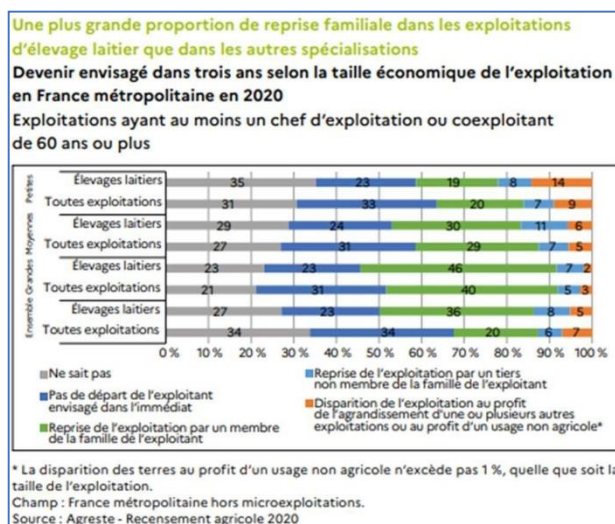 Une plus grande proportion de reprise familiale dans les exploitations
d'élevage laitier que dans les autres spécialisations
Devenir envisagé dans trois ans selon la taille économique de l'exploitation
en France métropolitaine en 2020
Exploitations ayant au moins un chef d'exploitation ou coexploitant
de 60 ans ou plus
Petites
Élevages laitiers 35 23 19 8 14
Toutes exploitations 31 33 20 7 9
Moyennes
Élevages laitiers 29 24 30 11 6
Toutes exploitations 27 31 29 7 5
Grandes
Élevages laitiers 23 23 46 7 2
Toutes exploitations 21 31 40 5 3
Ensemble
Élevages laitiers 27 23 36 8 5
Toutes exploitations 34 34 20 6 7
0 % 10 % 20 % 30 % 40 % 50 % 60 % 70 % 80 % 90 % 100 %
Ne sait pas
Pas de départ de l'exploitant
envisagé dans l'immédiat
Reprise de l'exploitation par un membre
de la famille de l'exploitant
Reprise de l'exploitation par un tiers
non membre de la famille de l'exploitant
Disparition de l'exploitation au profit
de l'agrandissement d'une ou plusieurs autres
exploitations ou au profit d'un usage non agricole*
* La disparition des terres au profit d'un usage non agricole n'excède pas 1 %, quelle que soit la
taille de l'exploitation.
Champ : France métropolitaine hors microexploitations.
Source : Agreste - Recensement agricole 2020